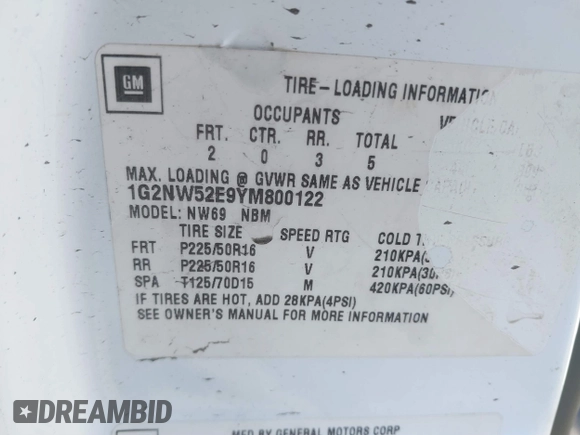 GM
TIRE-LOADING INFORMATION
OCCUPANTS
FRT. CTR. RR. TOTAL
2 0 3 5
MAX. LOADING @ GVWR SAME AS VEHICLE
1G2NW52E9YM800122
MODEL: NW69 NBM
TIRE SIZE SPEED RTG COLD
FRT P225/50R16 V 210KPA
RR P225/50R16 V 210KPA(30
SPA T125/70D15 M 420KPA(60PSI)
IF TIRES ARE HOT, ADD 28KPA(4PSI)
SEE OWNER'S MANUAL FOR MORE INFORMATION
MFD BY GENERAL MOTORS CORP
DREAMBID